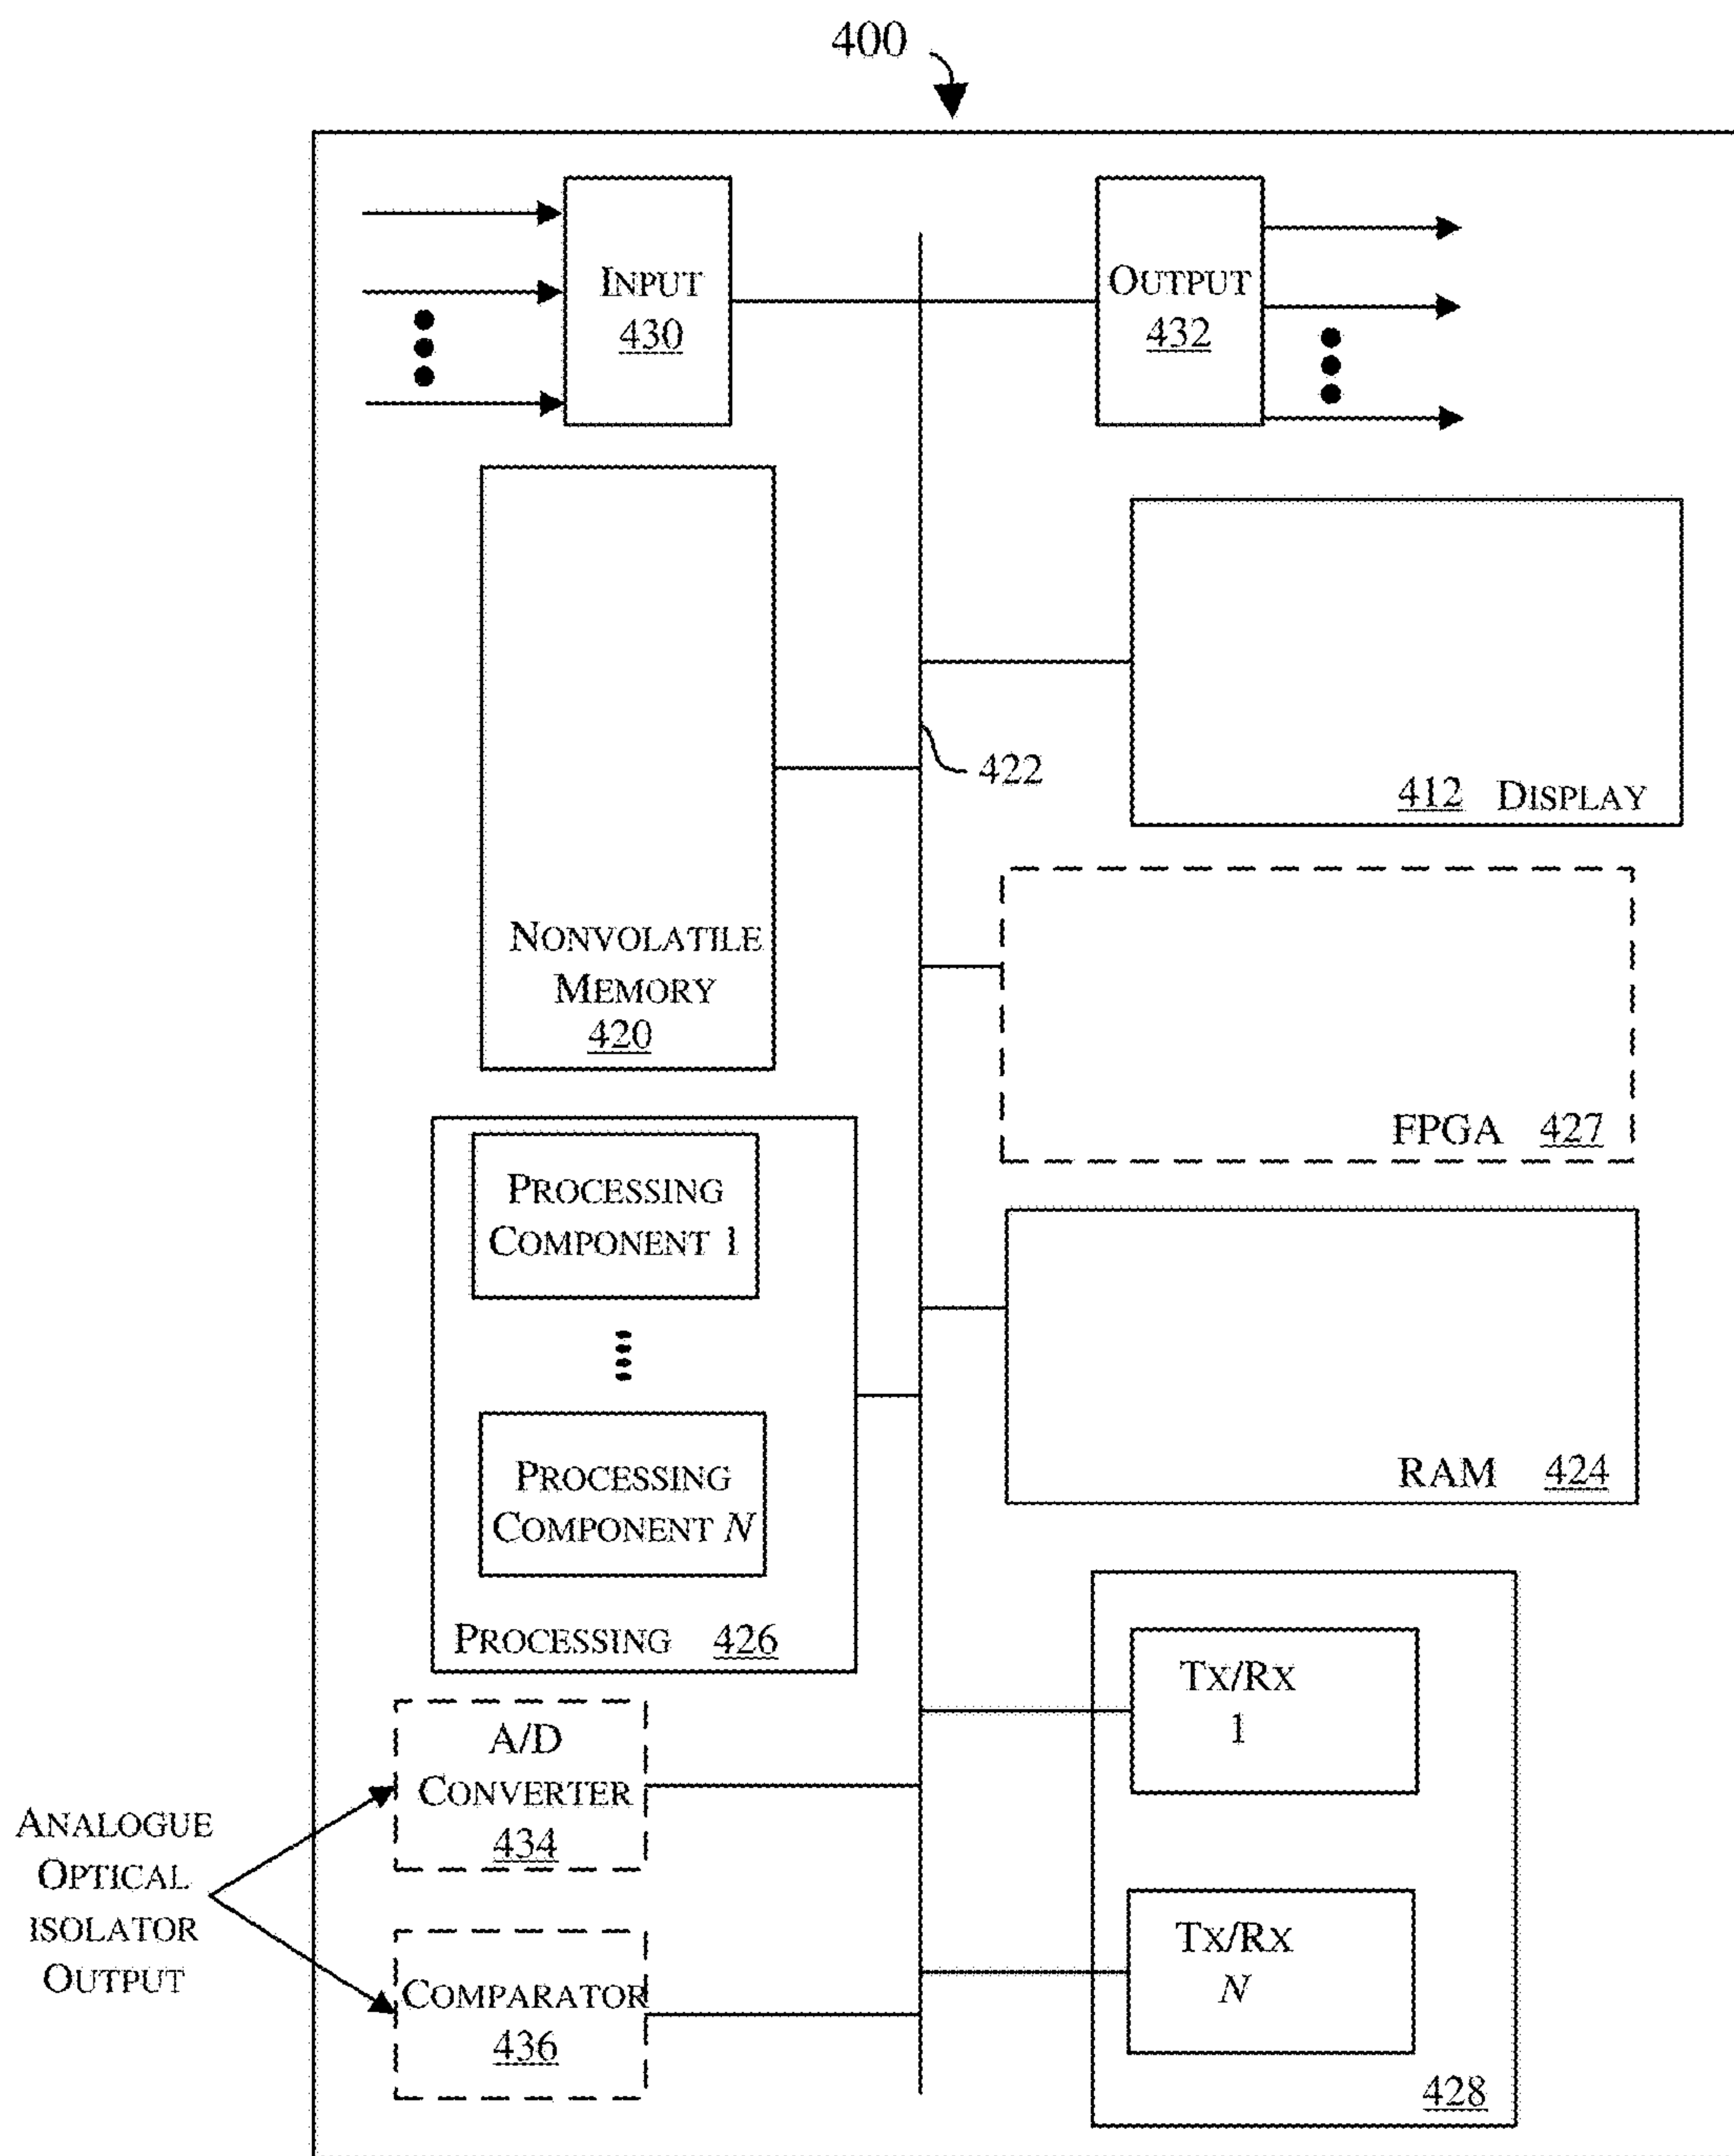 400
INPUT
430
OUTPUT
432
422
412 DISPLAY
NONVOLATILE
MEMORY
420
FPGA 427
PROCESSING
COMPONENT 1
PROCESSING
COMPONENT N
PROCESSING 426
RAM 424
A/D
CONVERTER
434
ANALOGUE
OPTICAL
ISOLATOR
OUTPUT
COMPARATOR
436
TX/RX
1
TX/RX
N
428